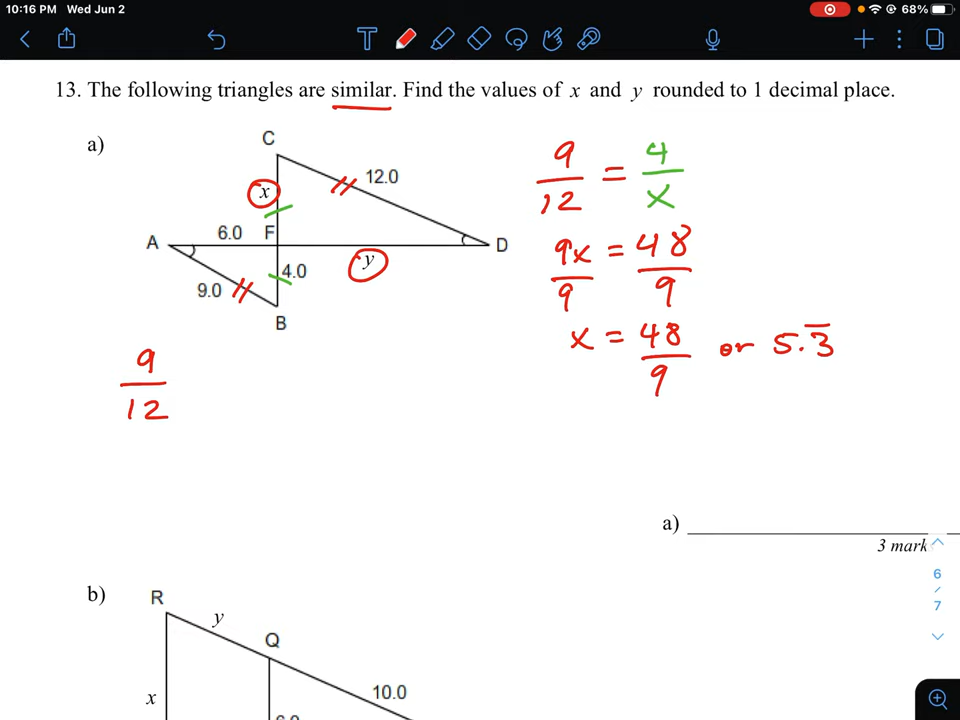 10:16 PM Wed Jun 2
68%
13. The following triangles are similar. Find the values of x and y rounded to 1 decimal place.
a)
C
x
12.0
A
6.0
F
D
y
4.0
9.0
B
9/12 = 4/x
9x/9 = 48/9
x = 48/9 or 5.3̅
9/12
a)
3 mark
6
/
7
b)
R
y
Q
x
10.0
6.0